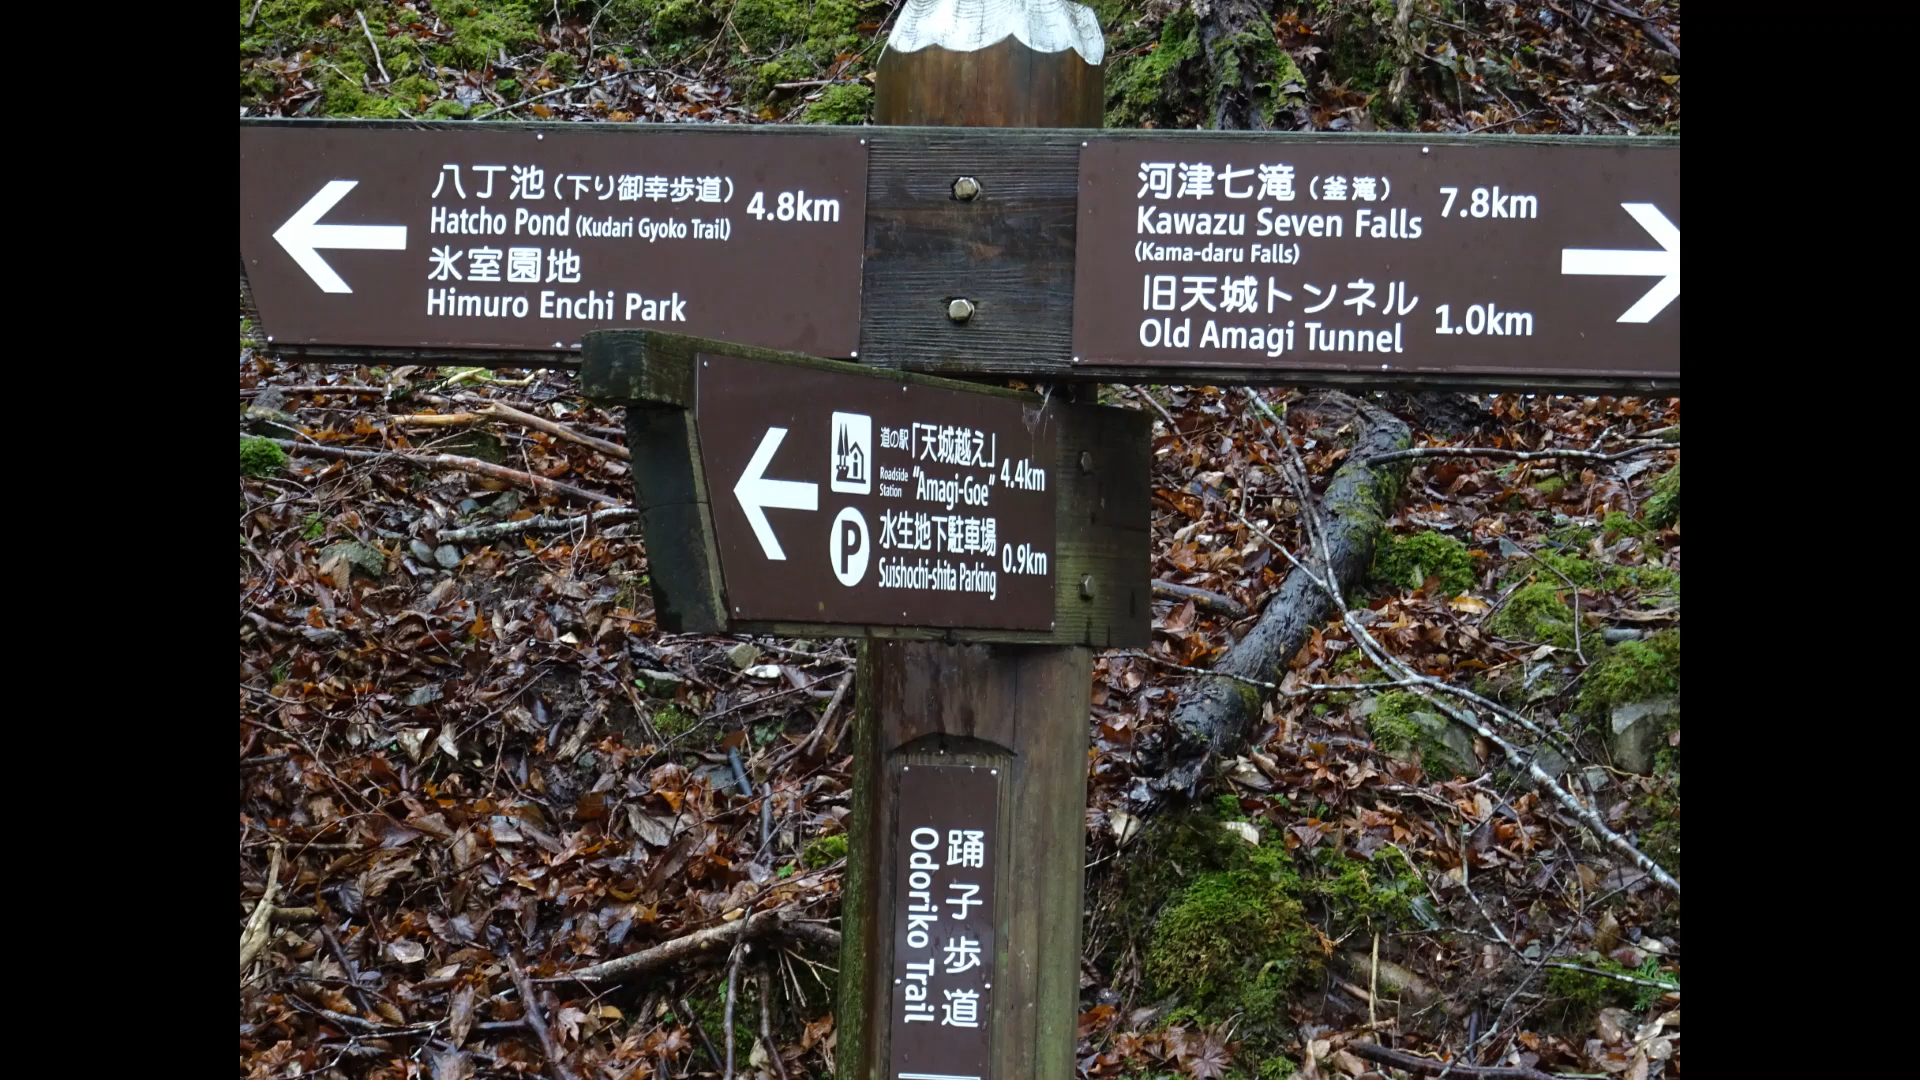 八丁池（下り御幸歩道） 4.8km
Hatcho Pond (Kudari Gyoko Trail)
氷室園地
Himuro Enchi Park
河津七滝（釜滝） 7.8km
Kawazu Seven Falls
(Kama-daru Falls)
旧天城トンネル 1.0km
Old Amagi Tunnel
道の駅「天城越え」 4.4km
Roadside Station "Amagi-Goe"
P 水生地下駐車場 0.9km
Suishochi-shita Parking
踊子歩道
Odoriko Trail